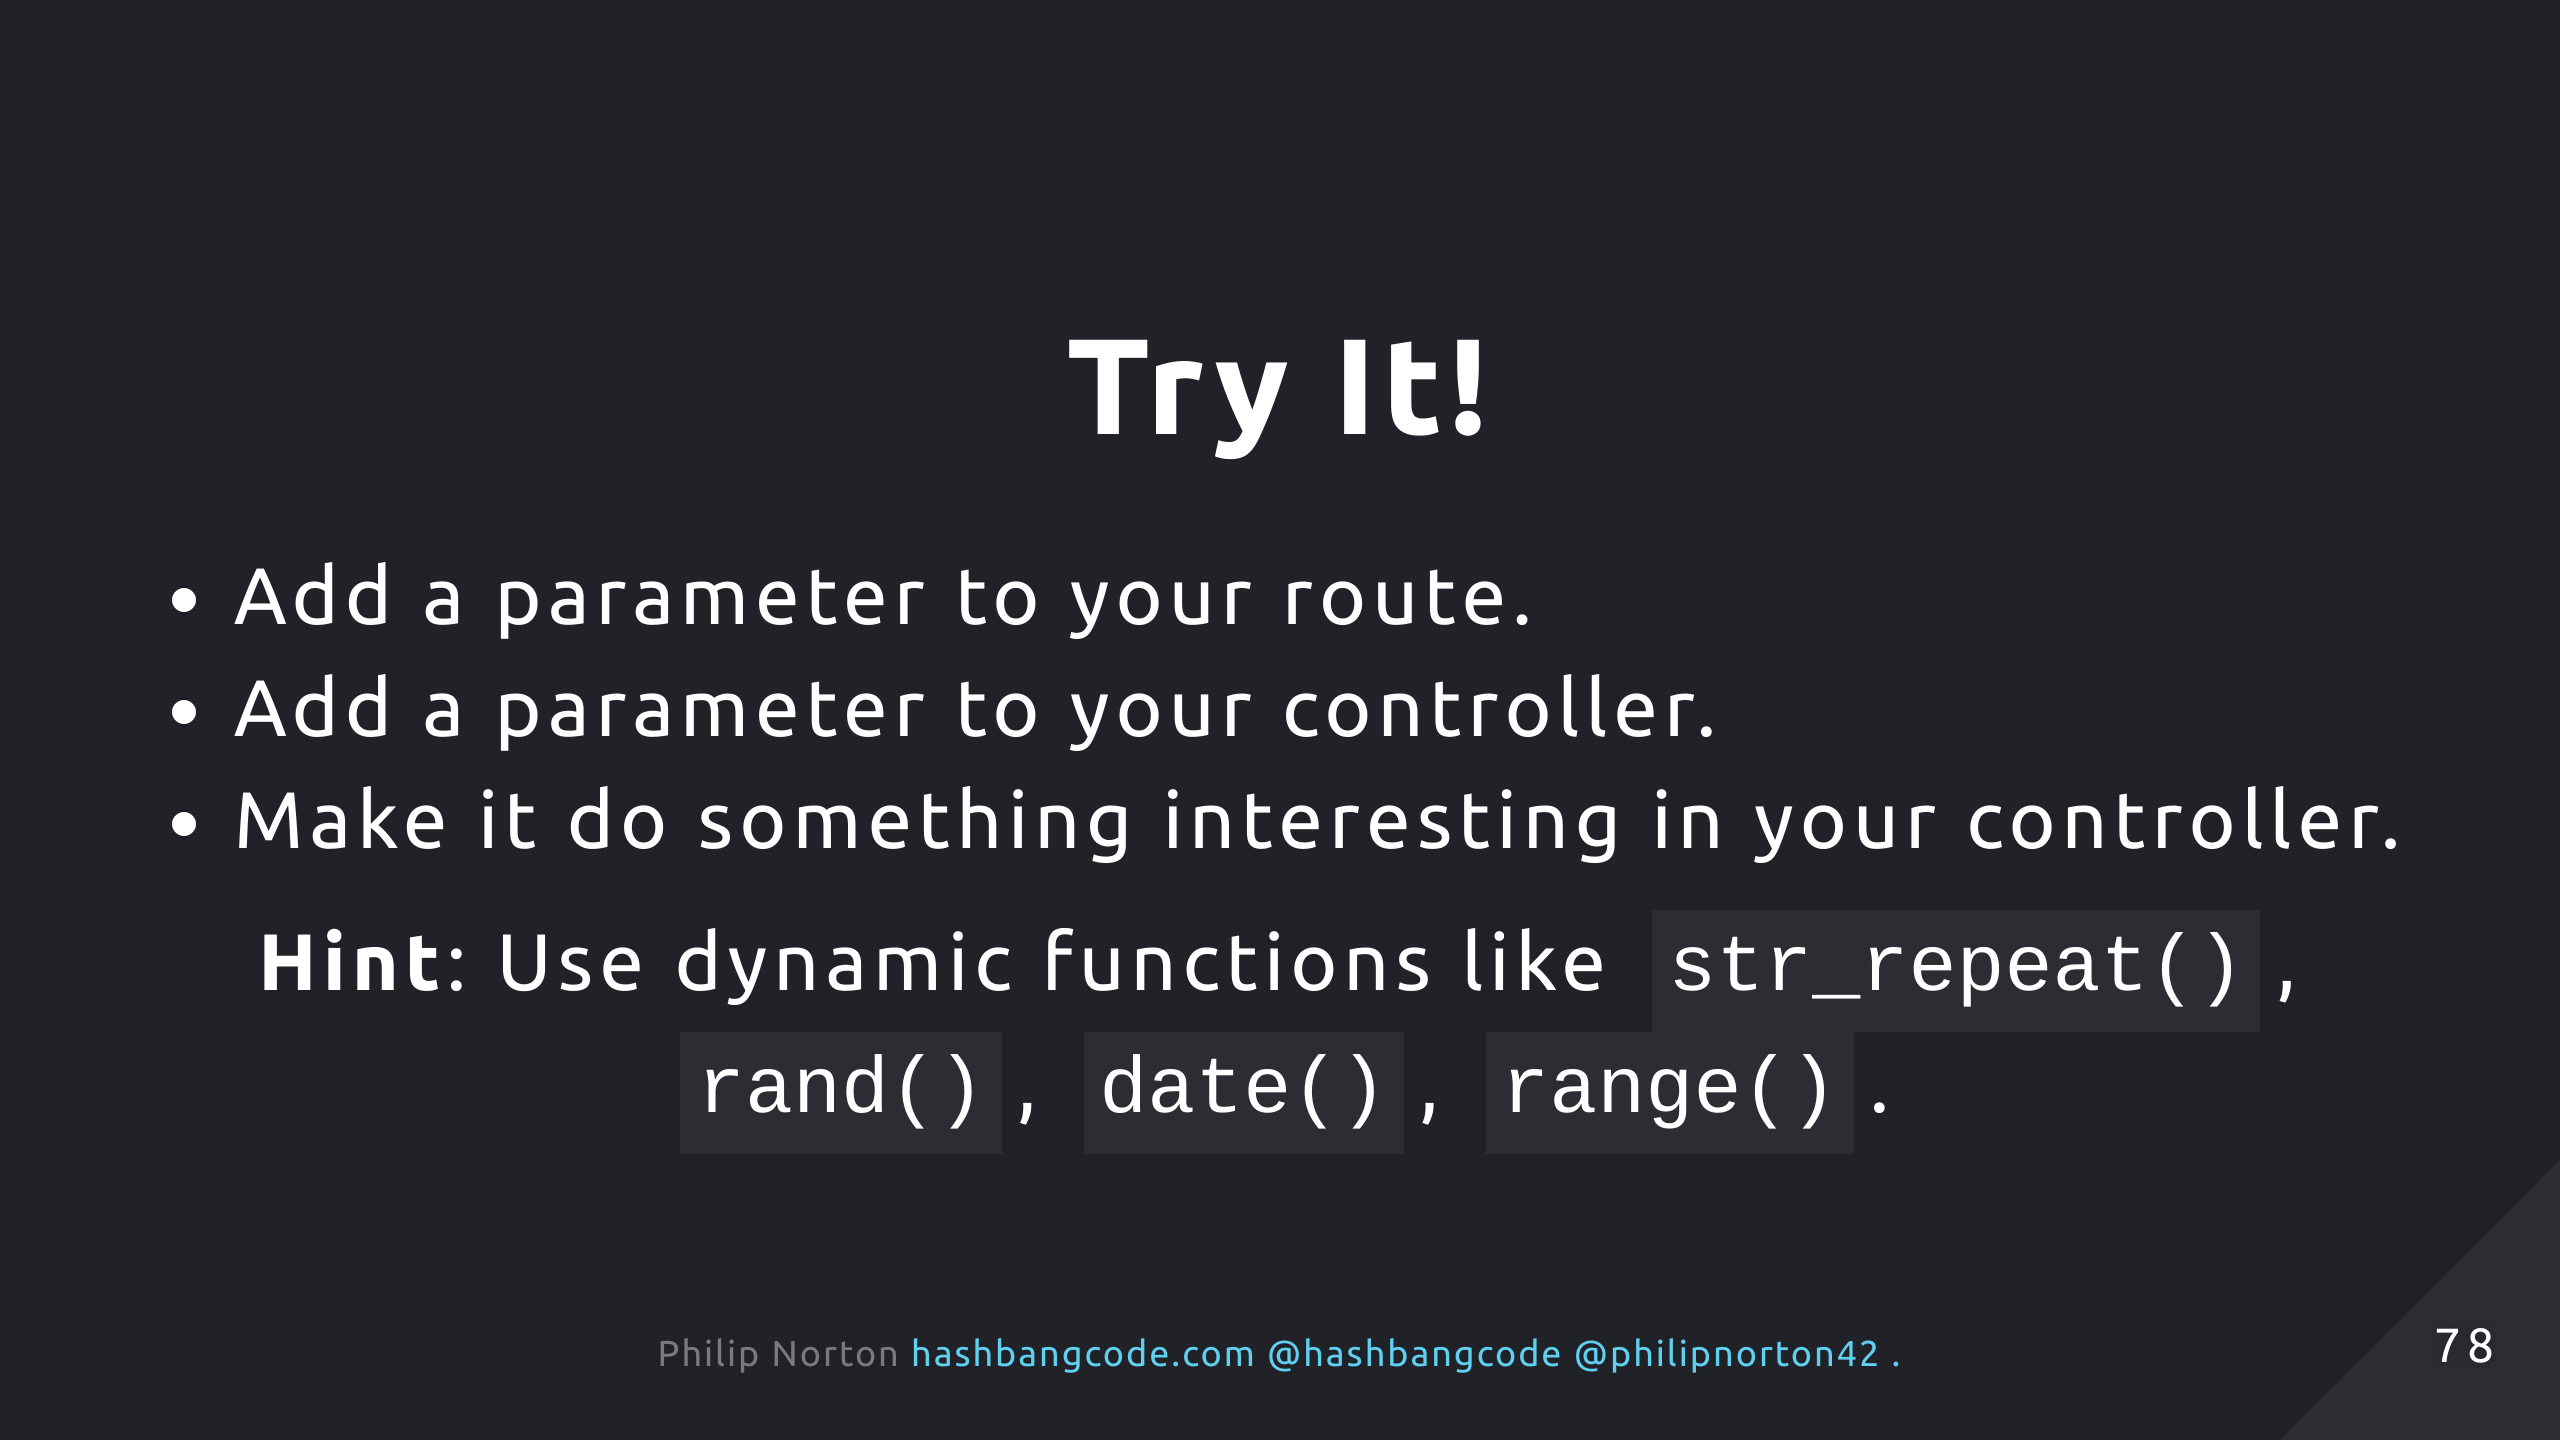 Try It!
• Add a parameter to your route.
• Add a parameter to your controller.
• Make it do something interesting in your controller.
Hint: Use dynamic functions like str_repeat() ,
rand() , date() , range() .
Philip Norton hashbangcode.com @hashbangcode @philipnorton42 .
78